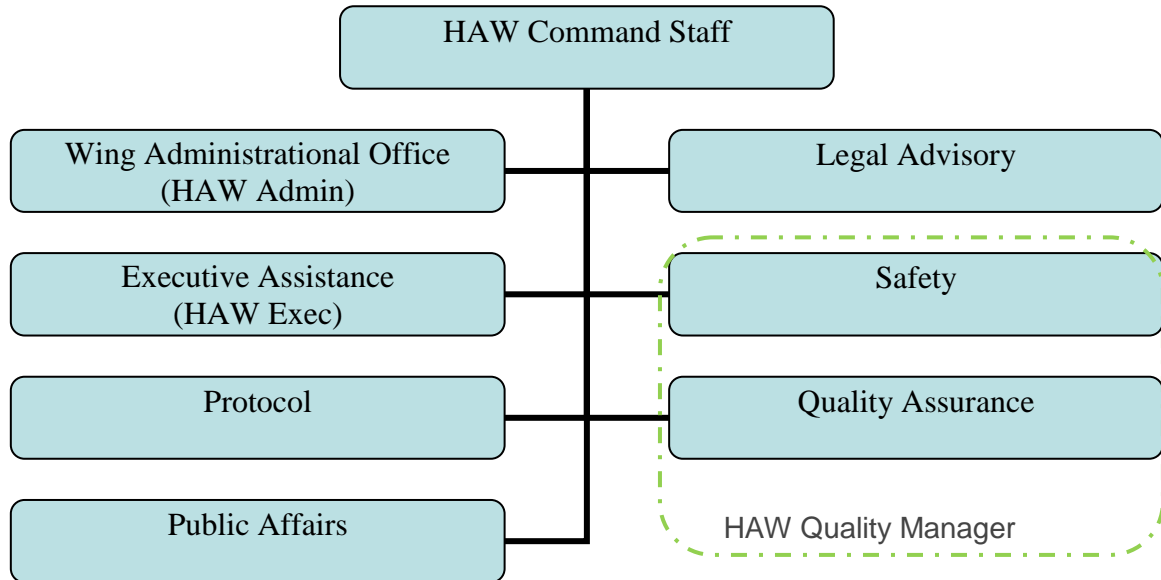 HAW Command Staff
Wing Administrational Office
(HAW Admin)
Legal Advisory
Executive Assistance
(HAW Exec)
Safety
Protocol
Quality Assurance
Public Affairs
HAW Quality Manager